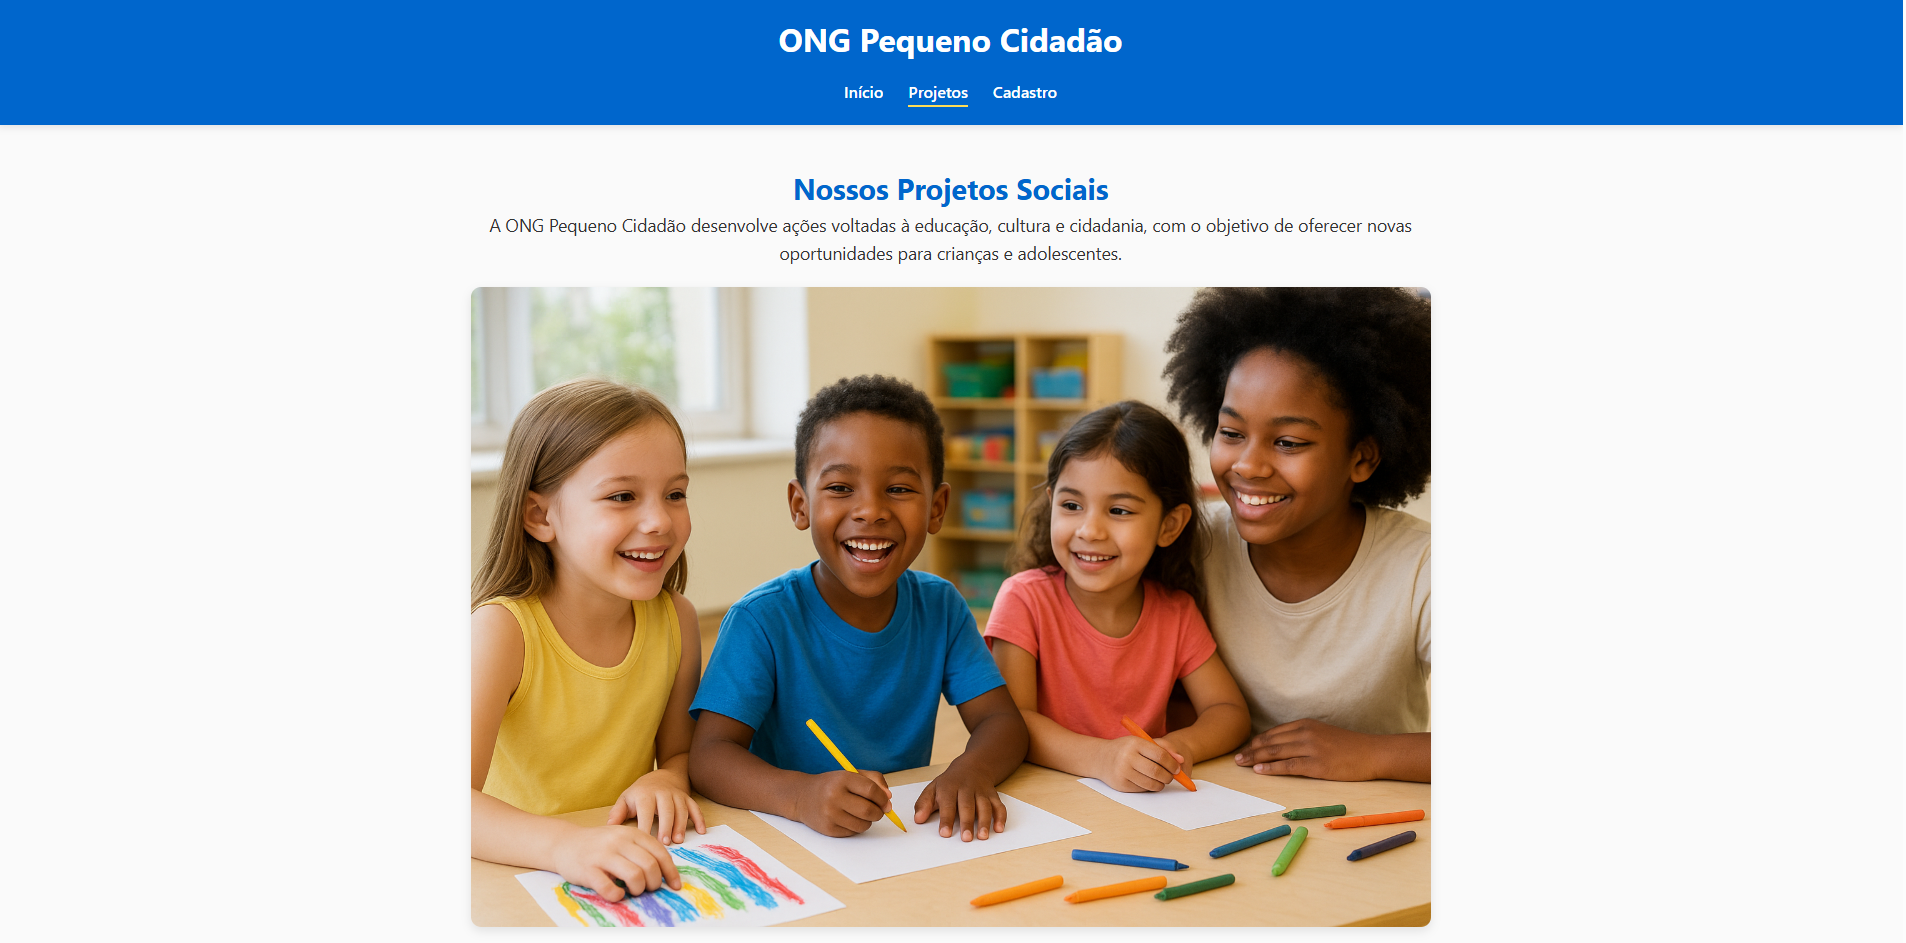 ONG Pequeno Cidadão
Início Projetos Cadastro
Nossos Projetos Sociais
A ONG Pequeno Cidadão desenvolve ações voltadas à educação, cultura e cidadania, com o objetivo de oferecer novas
oportunidades para crianças e adolescentes.